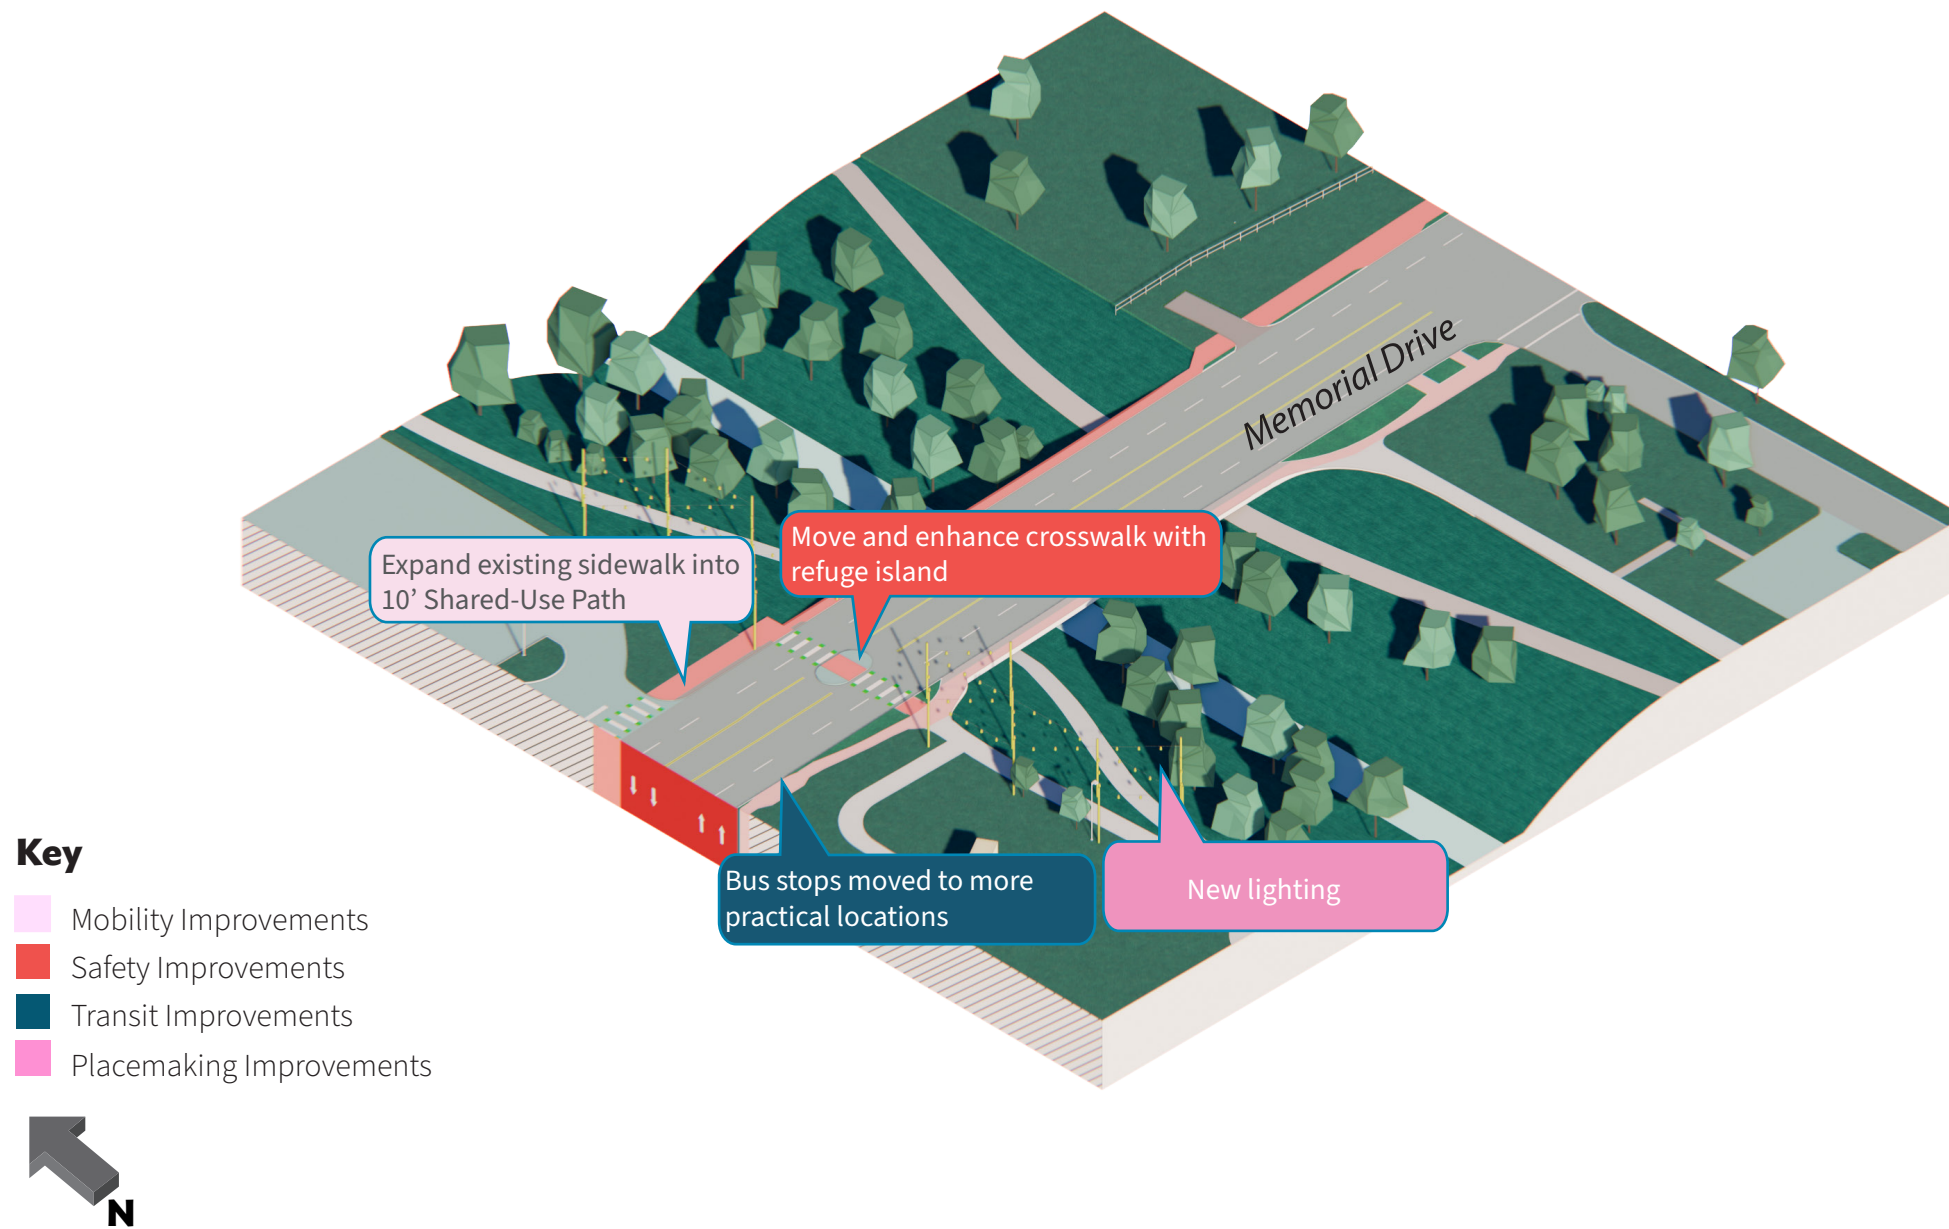 Memorial Drive
Move and enhance crosswalk with
refuge island
Expand existing sidewalk into
10’ Shared-Use Path
Bus stops moved to more
practical locations
New lighting
Key
Mobility Improvements
Safety Improvements
Transit Improvements
Placemaking Improvements
N